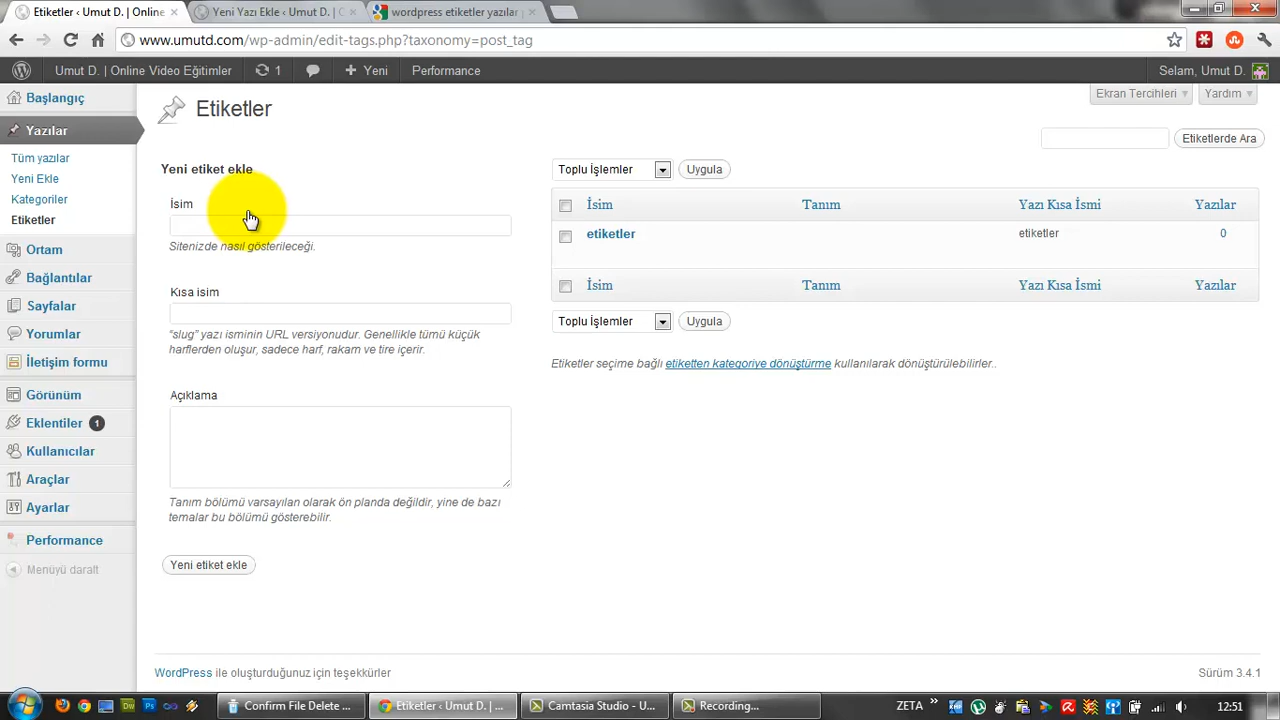 Etiketler ‹ Umut D. | Online
Yeni Yazı Ekle ‹ Umut D. | C
wordpress etiketler yazılar
www.umutd.com/wp-admin/edit-tags.php?taxonomy=post_tag
Umut D. | Online Video Eğitimler
1
Yeni
Performance
Selam, Umut D.
Başlangıç
Yazılar
Tüm yazılar
Yeni Ekle
Kategoriler
Etiketler
Ortam
Bağlantılar
Sayfalar
Yorumlar
İletişim formu
Görünüm
Eklentiler 1
Kullanıcılar
Araçlar
Ayarlar
Performance
Menüyü daralt
Etiketler
Ekran Tercihleri
Yardım
Etiketlerde Ara
Yeni etiket ekle
İsim
Sitenizde nasıl gösterileceği.
Kısa isim
“slug” yazı isminin URL versiyonudur. Genellikle tümü küçük
harflerden oluşur, sadece harf, rakam ve tire içerir.
Açıklama
Tanım bölümü varsayılan olarak ön planda değildir, yine de bazı
temalar bu bölümü gösterebilir.
Yeni etiket ekle
Toplu İşlemler
Uygula
İsim Tanım Yazı Kısa İsmi Yazılar
etiketler etiketler 0
İsim Tanım Yazı Kısa İsmi Yazılar
Toplu İşlemler
Uygula
Etiketler seçime bağlı etiketten kategoriye dönüştürme kullanılarak dönüştürülebilirler..
WordPress ile oluşturduğunuz için teşekkürler
Sürüm 3.4.1
Confirm File Delete ...
Etiketler ‹ Umut D. | ...
Camtasia Studio - U...
Recording...
ZETA
12:51